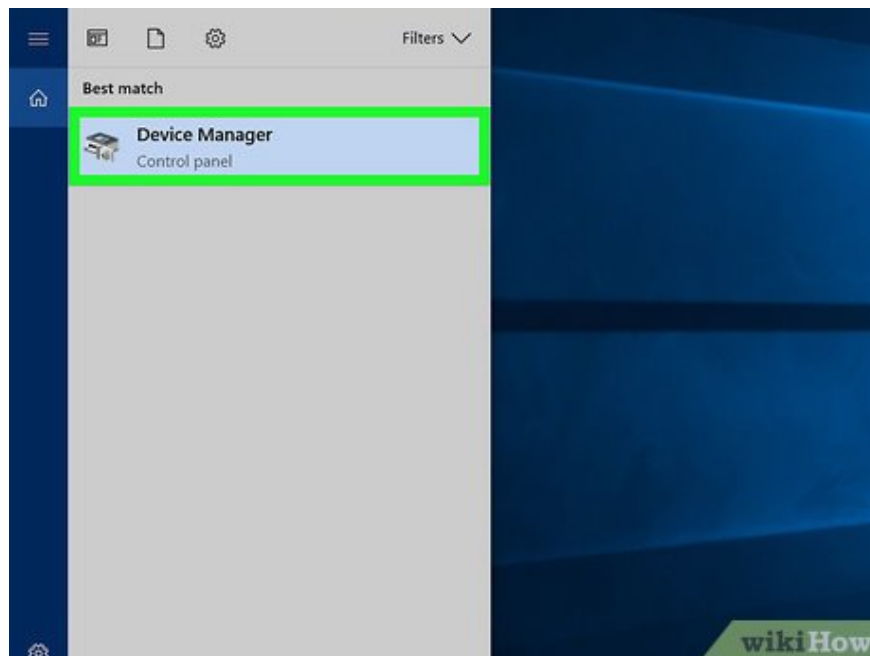 Filters
Best match
Device Manager
Control panel
wikiHow